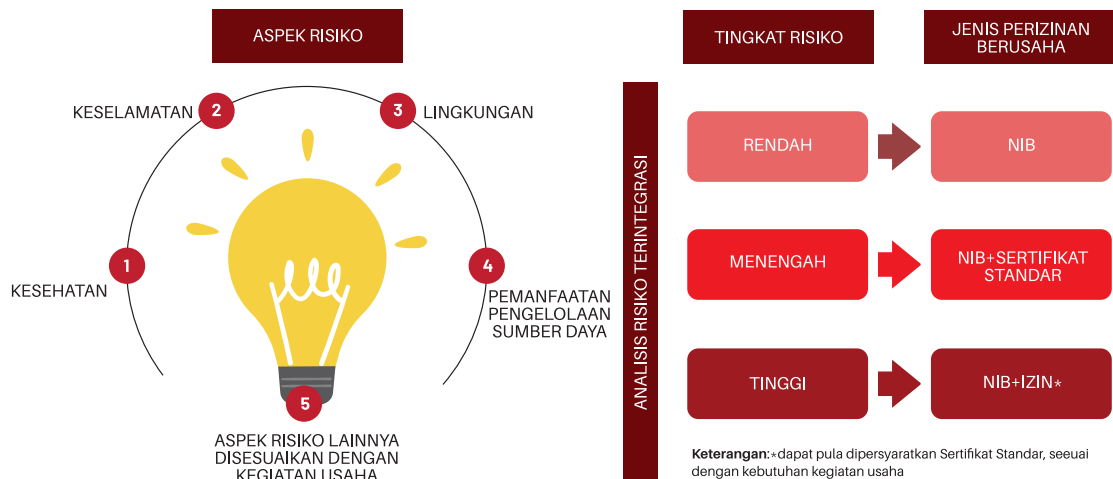 ASPEK RISIKO
1
KESEHATAN
2
KESELAMATAN
3
LINGKUNGAN
4
PEMANFAATAN
PENGELOLAAN
SUMBER DAYA
5
ASPEK RISIKO LAINNYA
DISESUAIKAN DENGAN
KEGIATAN USAHA
ANALISIS RISIKO TERINTEGRASI
TINGKAT RISIKO
JENIS PERIZINAN
BERUSAHA
RENDAH
NIB
MENENGAH
NIB+SERTIFIKAT
STANDAR
TINGGI
NIB+IZIN*
Keterangan:*dapat pula dipersyaratkan Sertifikat Standar, seeuai
dengan kebutuhan kegiatan usaha